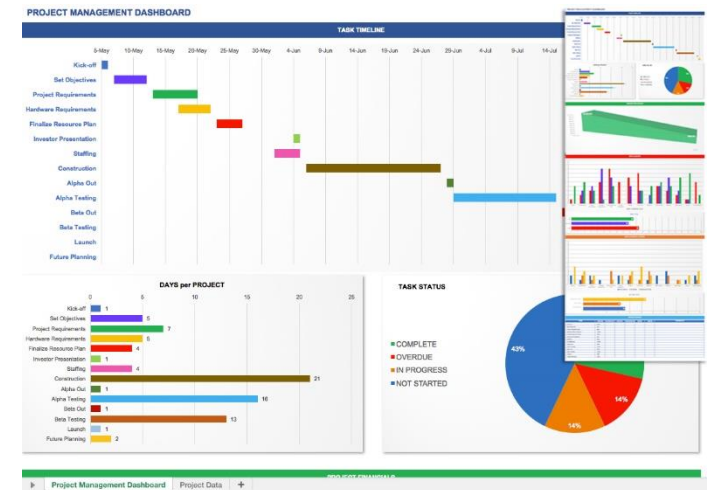 PROJECT MANAGEMENT DASHBOARD
TASK TIMELINE
5-May 10-May 15-May 20-May 25-May 30-May 4-Jun 9-Jun 14-Jun 19-Jun 24-Jun 29-Jun 4-Jul 9-Jul 14-Jul
Kick-off
Set Objectives
Project Requirements
Hardware Requirements
Finalize Resource Plan
Investor Presentation
Staffing
Construction
Alpha Out
Alpha Testing
Beta Out
Beta Testing
Launch
Future Planning
DAYS per PROJECT
0 5 10 15 20 25
Kick-off 1
Set Objectives 5
Project Requirements 7
Hardware Requirements 5
Finalize Resource Plan 4
Investor Presentation 1
Staffing 4
Construction 21
Alpha Out 1
Alpha Testing 16
Beta Out 1
Beta Testing 13
Launch 1
Future Planning 2
TASK STATUS
COMPLETE
OVERDUE
IN PROGRESS
NOT STARTED
43%
14%
14%
PROJECT FINANCIALS
Project Management Dashboard Project Data +